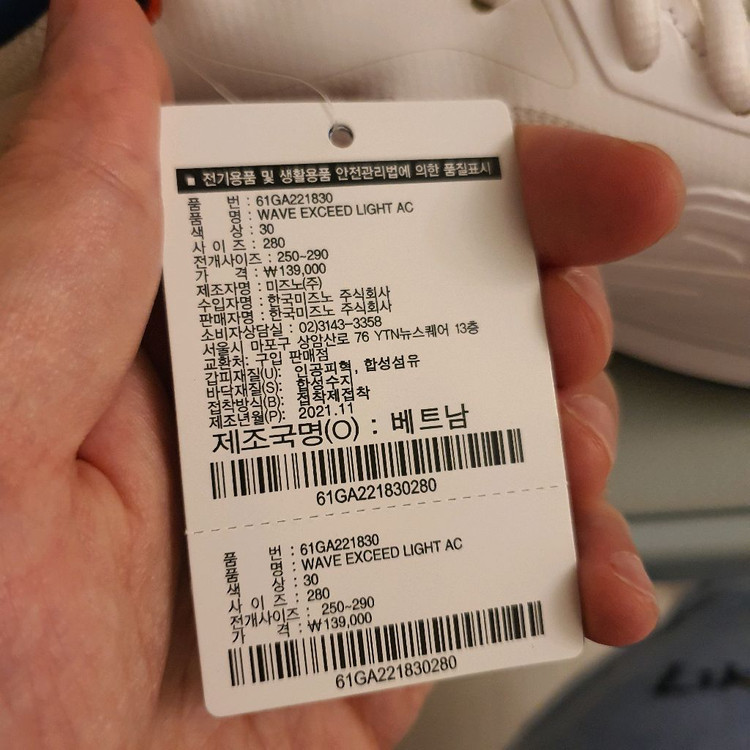 ■ 전기용품 및 생활용품 안전관리법에 의한 품질표시
품 번 : 61GA221830
품 명 : WAVE EXCEED LIGHT AC
색 상 : 30
사 이 즈 : 280
전개사이즈 : 250~290
가 격 : ₩139,000
제조자명 : 미즈노(주)
수입자명 : 한국미즈노 주식회사
판매자명 : 한국미즈노 주식회사
소비자상담실 : 02)3143-3358
서울시 마포구 상암산로 76 YTN뉴스퀘어 13층
교환처: 구입 판매점
갑피재질(U): 인공피혁, 합성섬유
바닥재질(S): 합성수지
접착방식(B): 접착제접착
제조년월(P): 2021.11
제조국명(O) : 베트남
61GA221830280
품 번 : 61GA221830
품 명 : WAVE EXCEED LIGHT AC
색 상 : 30
사 이 즈 : 280
전개사이즈 : 250~290
가 격 : ₩139,000
61GA221830280